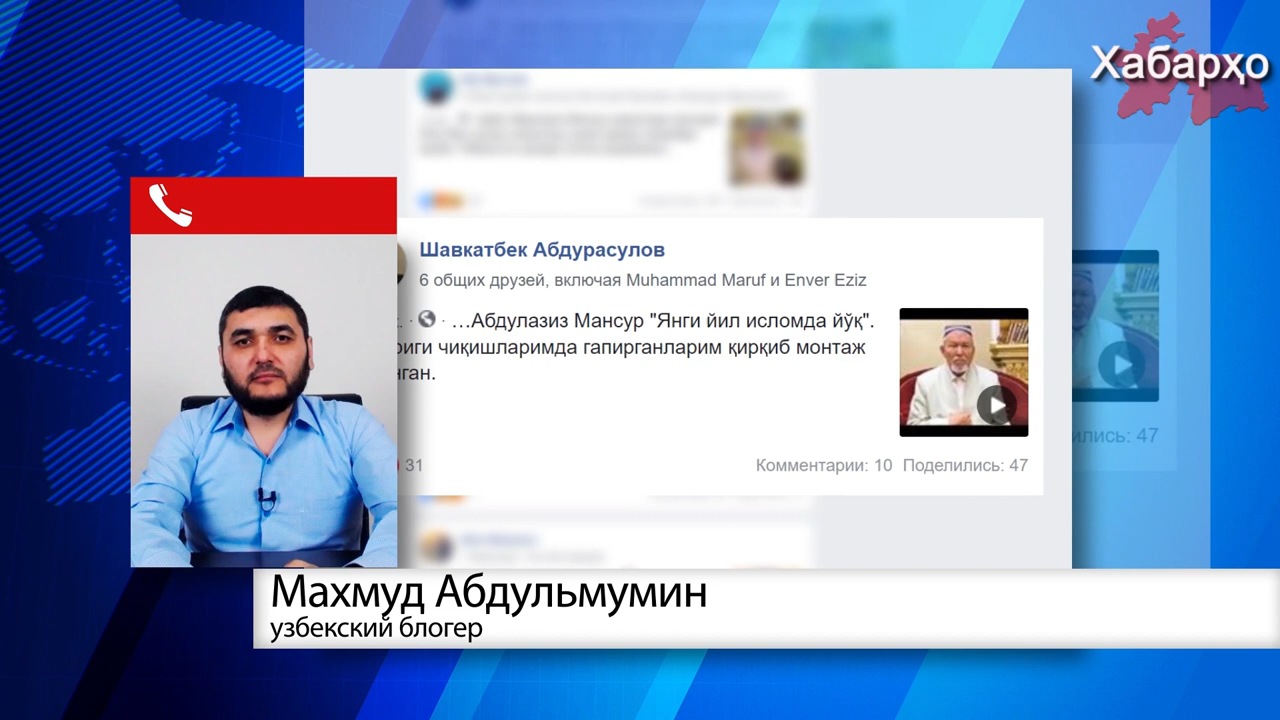 Хабарҳо
Шавкатбек Абдурасулов
6 общих друзей, включая Muhammad Maruf и Enver Eziz
· …Абдулазиз Мансур "Янги йил исломда йўқ".
чиқишларимда гапирганларим қирқиб монтаж
31
Комментарии: 10 Поделились: 47
47
Махмуд Абдульмумин
узбекский блогер